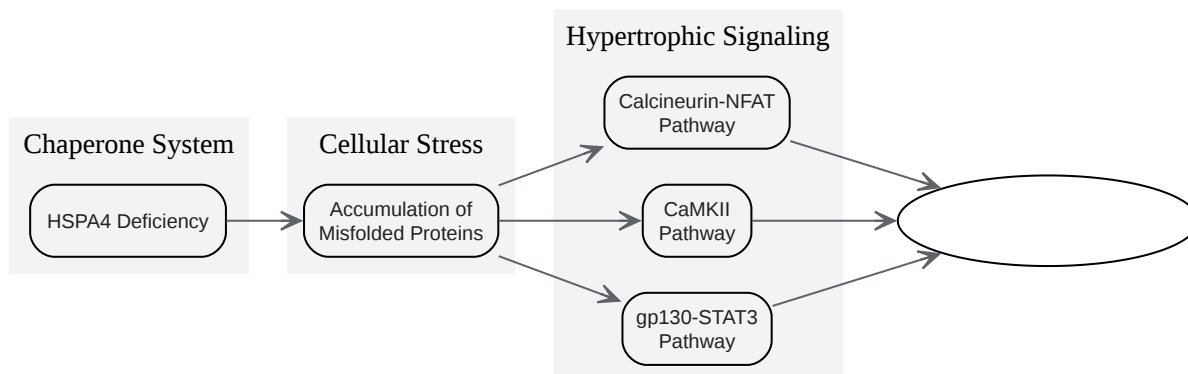 Chaperone System
HSPA4 Deficiency
Cellular Stress
Accumulation of
Misfolded Proteins
Hypertrophic Signaling
Calcineurin-NFAT
Pathway
CaMKII
Pathway
gp130-STAT3
Pathway